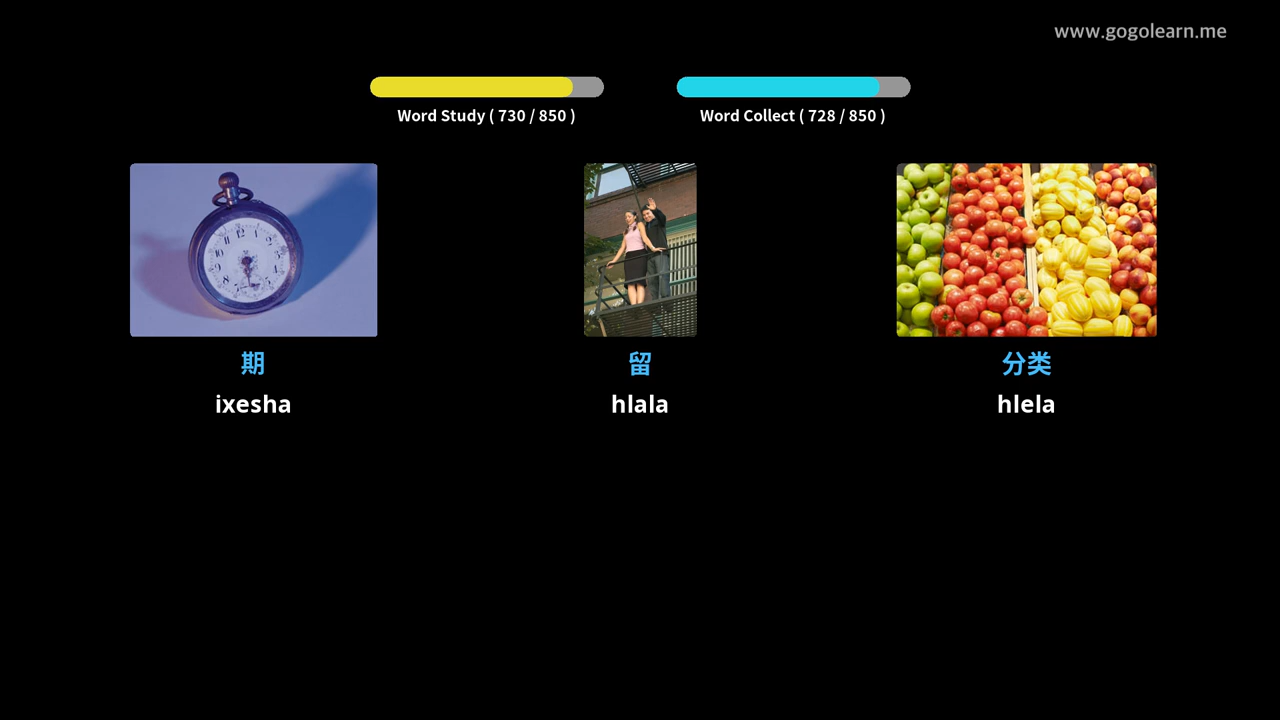 www.gogolearn.me
Word Study ( 730 / 850 )
Word Collect ( 728 / 850 )
期
ixesha
留
hlala
分类
hlela